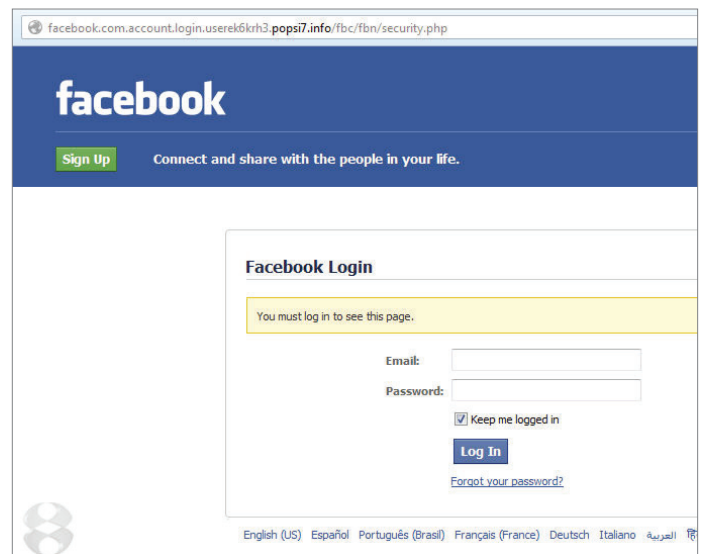 facebook.com.account.login.userek6krh3.popsi7.info/fbc/fbn/security.php
facebook
Sign Up Connect and share with the people in your life.
Facebook Login
You must log in to see this page.
Email:
Password:
Keep me logged in
Log In
Forgot your password?
English (US) Español Português (Brasil) Français (France) Deutsch Italiano العربية